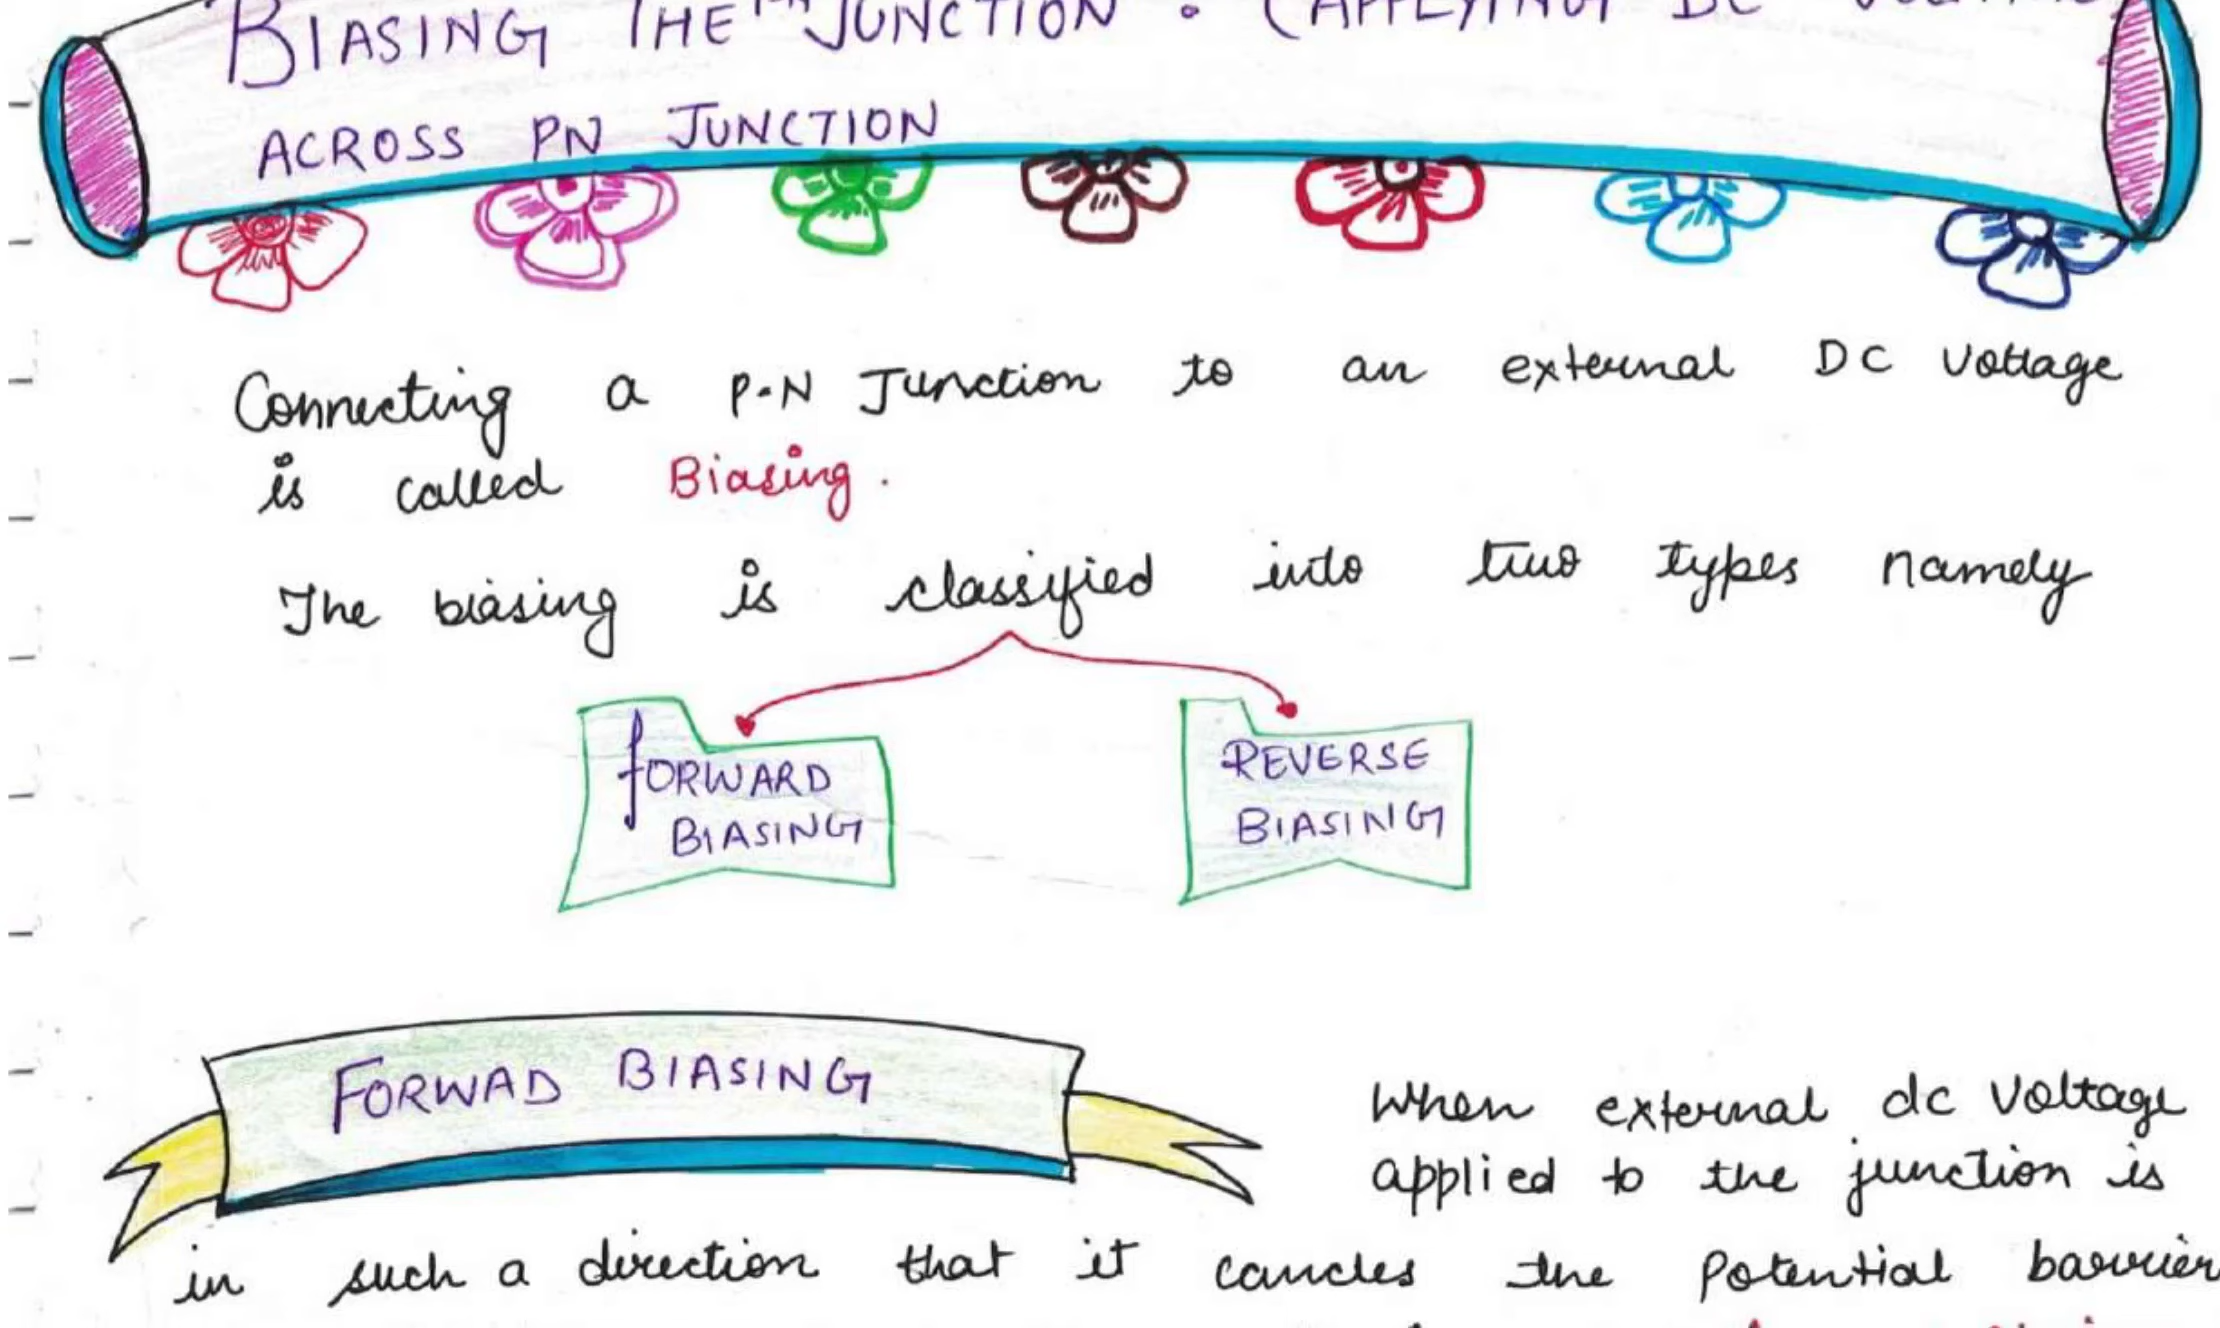 BIASING THE JUNCTION : (APPLYING DC
ACROSS PN JUNCTION
Connecting a P-N Junction to an external DC Voltage
is called Biasing.
The biasing is classified into two types namely
FORWARD
BIASING
REVERSE
BIASING
FORWAD BIASING
When external dc Voltage
applied to the junction is
in such a direction that it cancles the Potential barrier